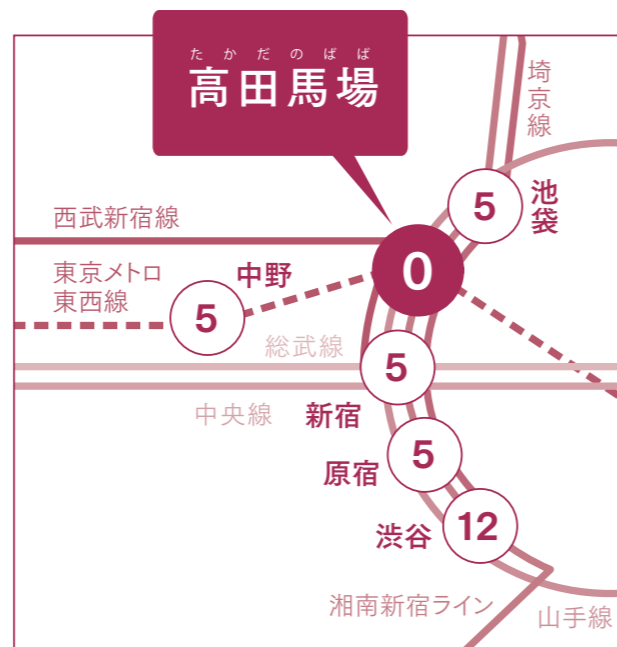 たかだのばば
高田馬場
埼京線
5
池袋
西武新宿線
0
東京メトロ
東西線
中野
5
総武線
5
中央線
新宿
5
原宿
12
渋谷
湘南新宿ライン
山手線